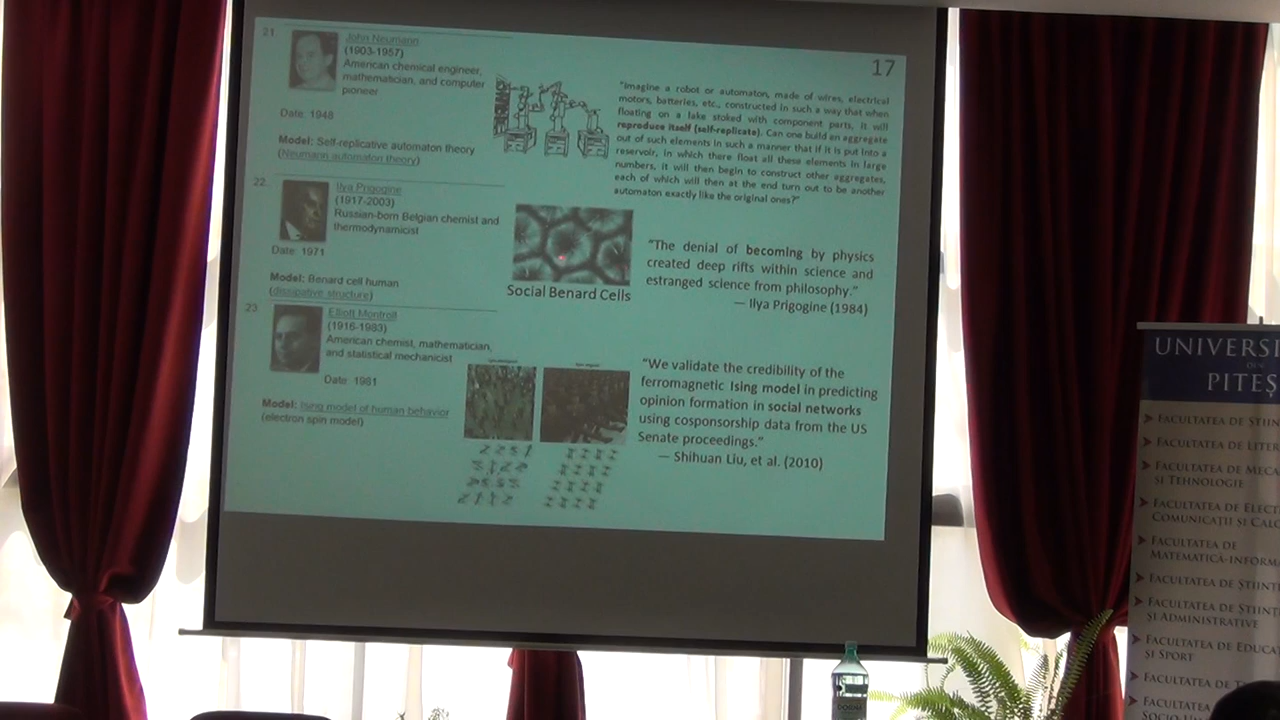 17
21.
John Neumann
(1903-1957)
American chemical engineer,
mathematician, and computer
pioneer
Date: 1948
Model: Self-replicative automaton theory
(Neumann automaton theory)
"Imagine a robot or automaton, made of wires, electrical
motors, batteries, etc., constructed in such a way that when
floating on a lake stoked with component parts, it will
reproduce itself (self-replicate). Can one build an aggregate
out of such elements in such a manner that if it is put into a
reservoir, in which there float all these elements in large
numbers, it will then begin to construct other aggregates,
each of which will then at the end turn out to be another
automaton exactly like the original ones?"
22.
Ilya Prigogine
(1917-2003)
Russian-born Belgian chemist and
thermodynamicist
Date: 1971
Model: Benard cell human
(dissipative structure)
Social Benard Cells
"The denial of becoming by physics
created deep rifts within science and
estranged science from philosophy."
— Ilya Prigogine (1984)
23
Elliott Montroll
(1916-1983)
American chemist, mathematician,
and statistical mechanicist
Date: 1981
Model: Ising model of human behavior
(electron spin model)
"We validate the credibility of the
ferromagnetic Ising model in predicting
opinion formation in social networks
using cosponsorship data from the US
Senate proceedings."
— Shihuan Liu, et al. (2010)
UNIVERSI
DIN
PITEȘ
FACULTATEA DE ȘTIIN
FACULTATEA DE LITER
FACULTATEA DE MECA
ȘI TEHNOLOGIE
FACULTATEA DE ELECT
COMUNICAȚII ȘI CALC
FACULTATEA DE
MATEMATICĂ-INFORM
FACULTATEA DE ȘTIINȚ
FACULTATEA DE ȘTIINȚ
ȘI ADMINISTRATIVE
FACULTATEA DE EDUCA
ȘI SPORT
FACULTATEA DE T
FACULTATEA
DORNA